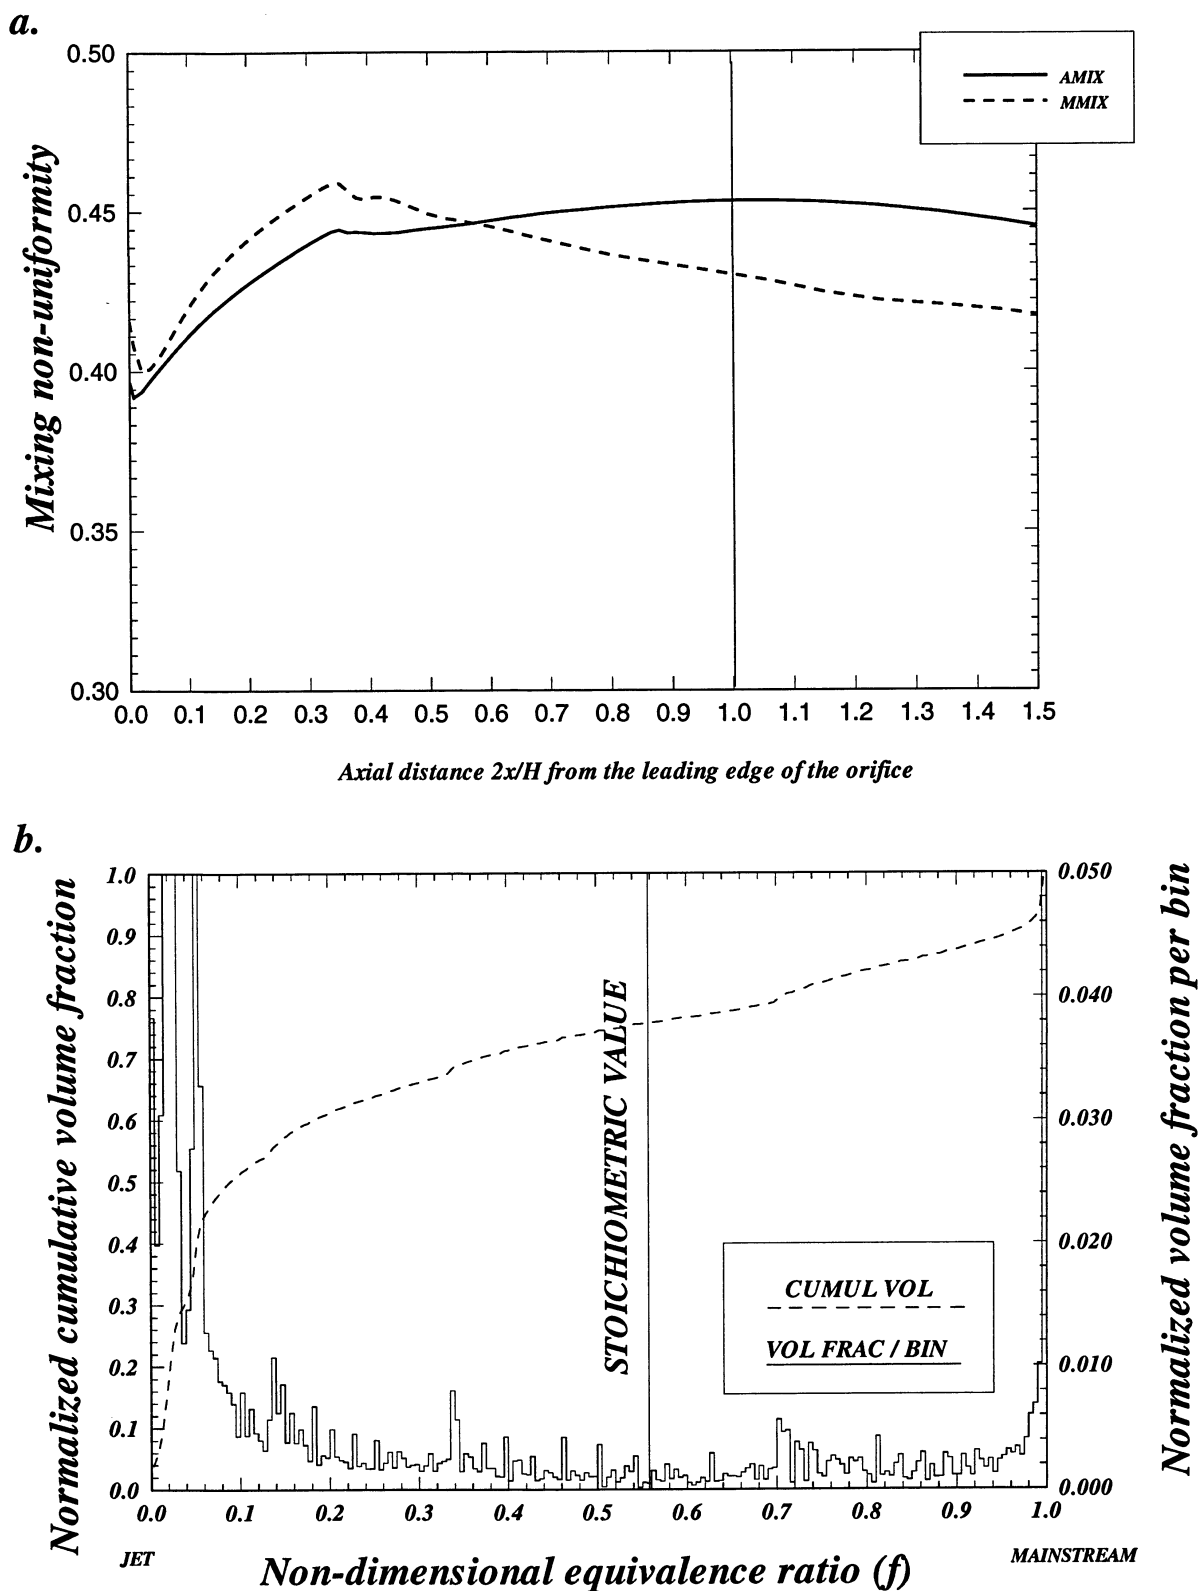 a.
0.50
0.45
0.40
0.35
0.30
Mixing non-uniformity
AMIX
MMIX
0.0 0.1 0.2 0.3 0.4 0.5 0.6 0.7 0.8 0.9 1.0 1.1 1.2 1.3 1.4 1.5
Axial distance 2x/H from the leading edge of the orifice
b.
Normalized cumulative volume fraction
1.0
0.9
0.8
0.7
0.6
0.5
0.4
0.3
0.2
0.1
0.0
STOICHIOMETRIC VALUE
CUMUL VOL
VOL FRAC / BIN
0.050
0.040
0.030
0.020
0.010
0.000
Normalized volume fraction per bin
0.0 0.1 0.2 0.3 0.4 0.5 0.6 0.7 0.8 0.9 1.0
JET
MAINSTREAM
Non-dimensional equivalence ratio (f)